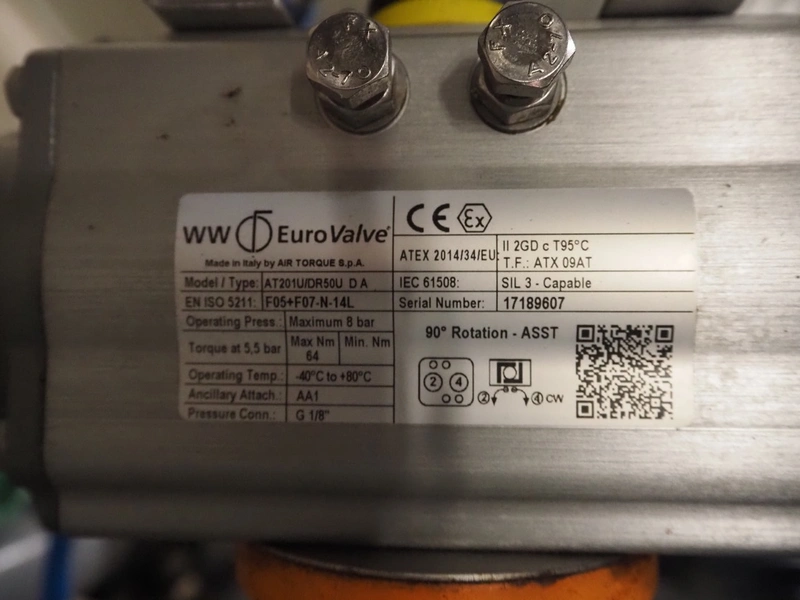 A2-70
A2-70
WW EuroValve®
Made in Italy by AIR TORQUE S.p.A.
Model / Type: AT201U/DR50U D A
EN ISO 5211: F05+F07-N-14L
Operating Press.: Maximum 8 bar
Torque at 5,5 bar Max Nm 64 Min. Nm
Operating Temp.: -40°C to +80°C
Ancillary Attach.: AA1
Pressure Conn.: G 1/8"
CE Ex
ATEX 2014/34/EU: II 2GD c T95°C
T.F.: ATX 09AT
IEC 61508: SIL 3 - Capable
Serial Number: 17189607
90° Rotation - ASST
2 4
2 4 CW